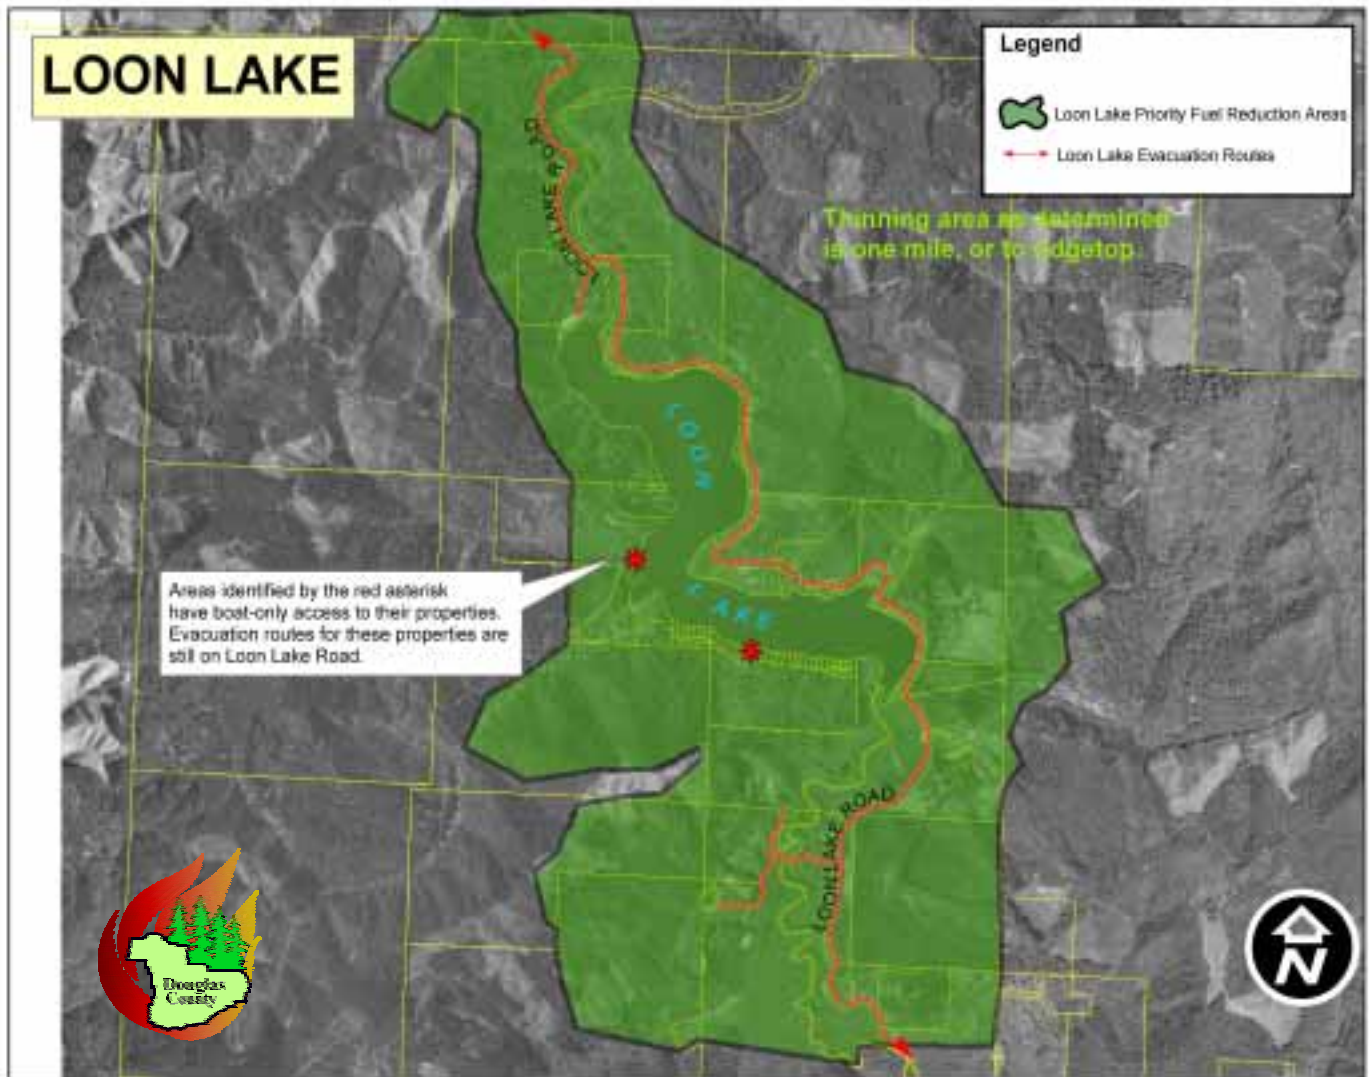 LOON LAKE
Legend
Loon Lake Priority Fuel Reduction Areas
Loon Lake Evacuation Routes
Thinning area as determined
is one mile, or to ridgetop.
LOON LAKE ROAD
LOON
LAKE
Areas identified by the red asterisk
have boat-only access to their properties.
Evacuation routes for these properties are
still on Loon Lake Road.
LOON LAKE ROAD
Douglas
County
N